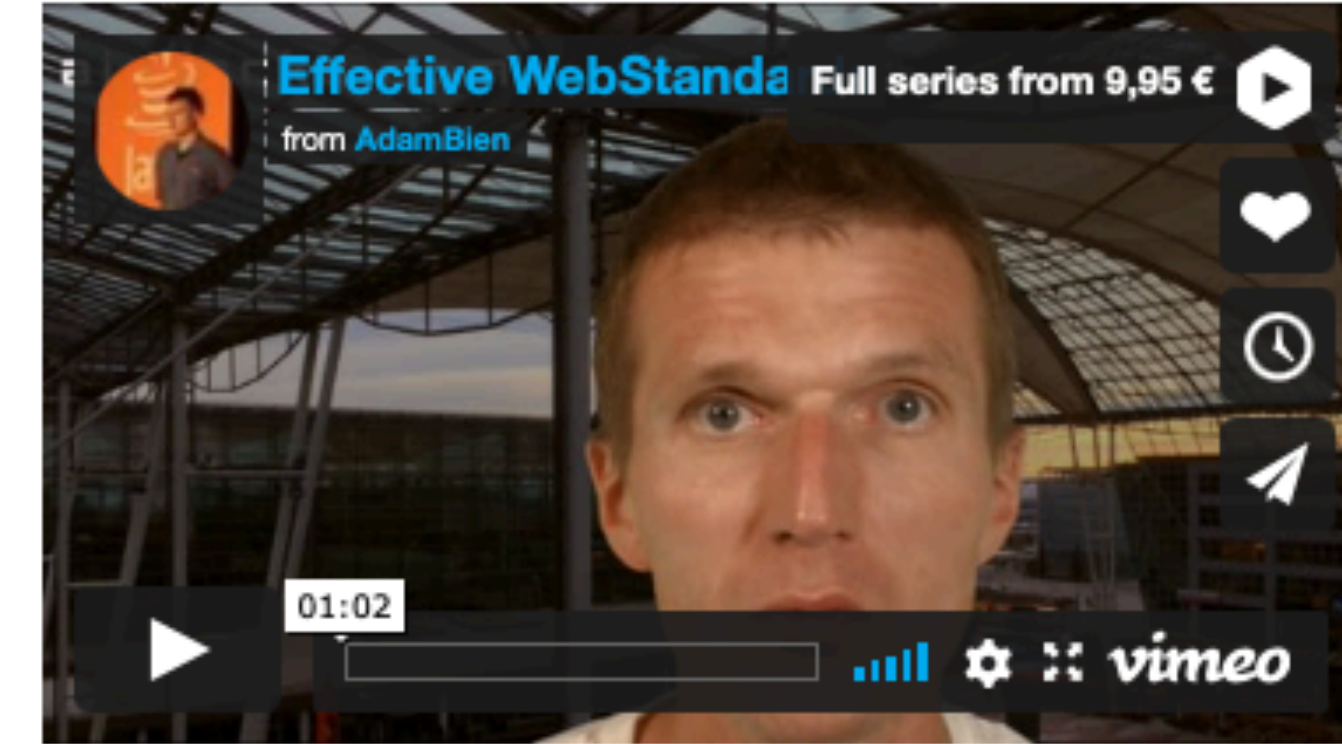 Effective WebStanda
Full series from 9,95 €
from AdamBien
01:02
vimeo